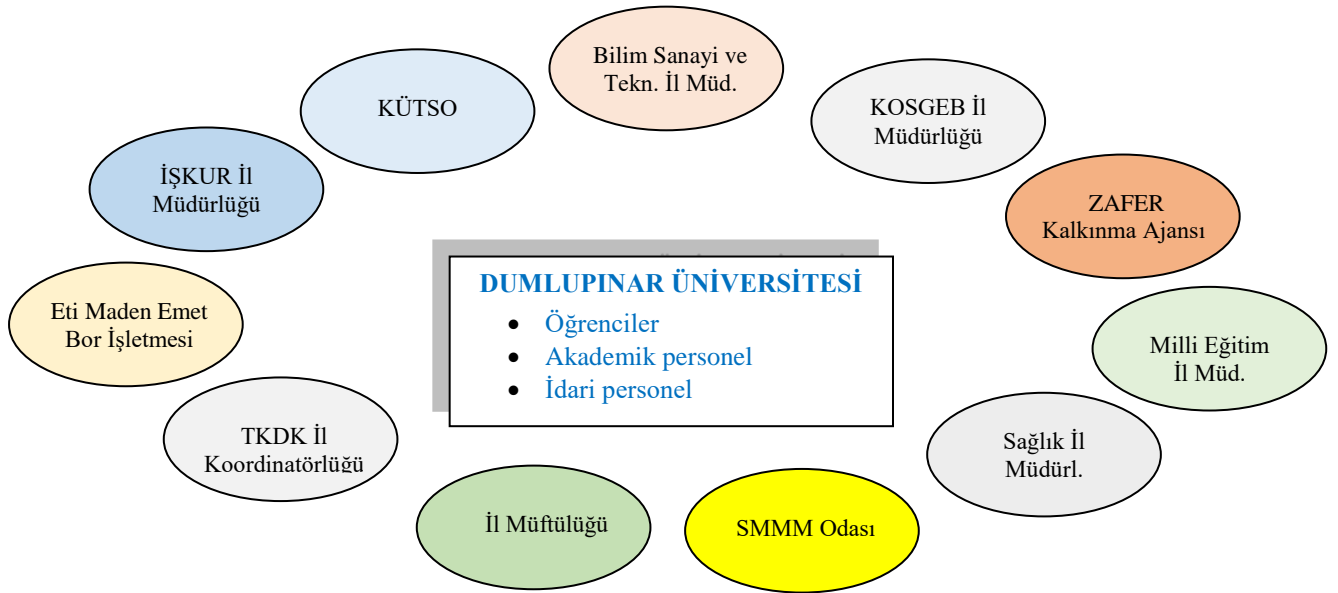 Bilim Sanayi ve
Tekn. İl Müd.
KÜTSO
KOSGEB İl
Müdürlüğü
İŞKUR İl
Müdürlüğü
ZAFER
Kalkınma Ajansı
DUMLUPINAR ÜNİVERSİTESİ
• Öğrenciler
• Akademik personel
• İdari personel
Eti Maden Emet
Bor İşletmesi
Milli Eğitim
İl Müd.
TKDK İl
Koordinatörlüğü
Sağlık İl
Müdürl.
İl Müftülüğü
SMMM Odası